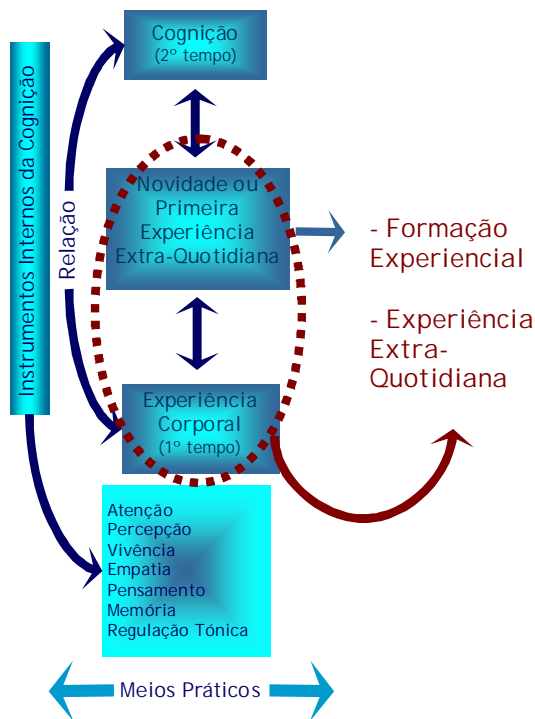 Cognição
(2º tempo)
Instrumentos Internos da Cognição
Relação
Novidade ou
Primeira
Experiência
Extra-Quotidiana
- Formação
Experiencial
- Experiência
Extra-
Quotidiana
Experiência
Corporal
(1º tempo)
Atenção
Percepção
Vivência
Empatia
Pensamento
Memória
Regulação Tónica
Meios Práticos